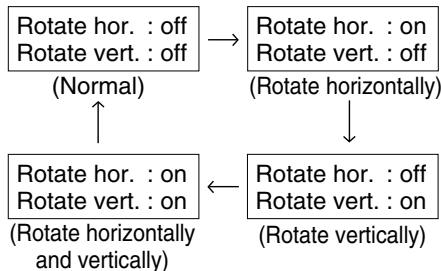 Rotate hor. : off
Rotate vert. : off
(Normal)
Rotate hor. : on
Rotate vert. : off
(Rotate horizontally)
Rotate hor. : off
Rotate vert. : on
(Rotate vertically)
Rotate hor. : on
Rotate vert. : on
(Rotate horizontally
and vertically)